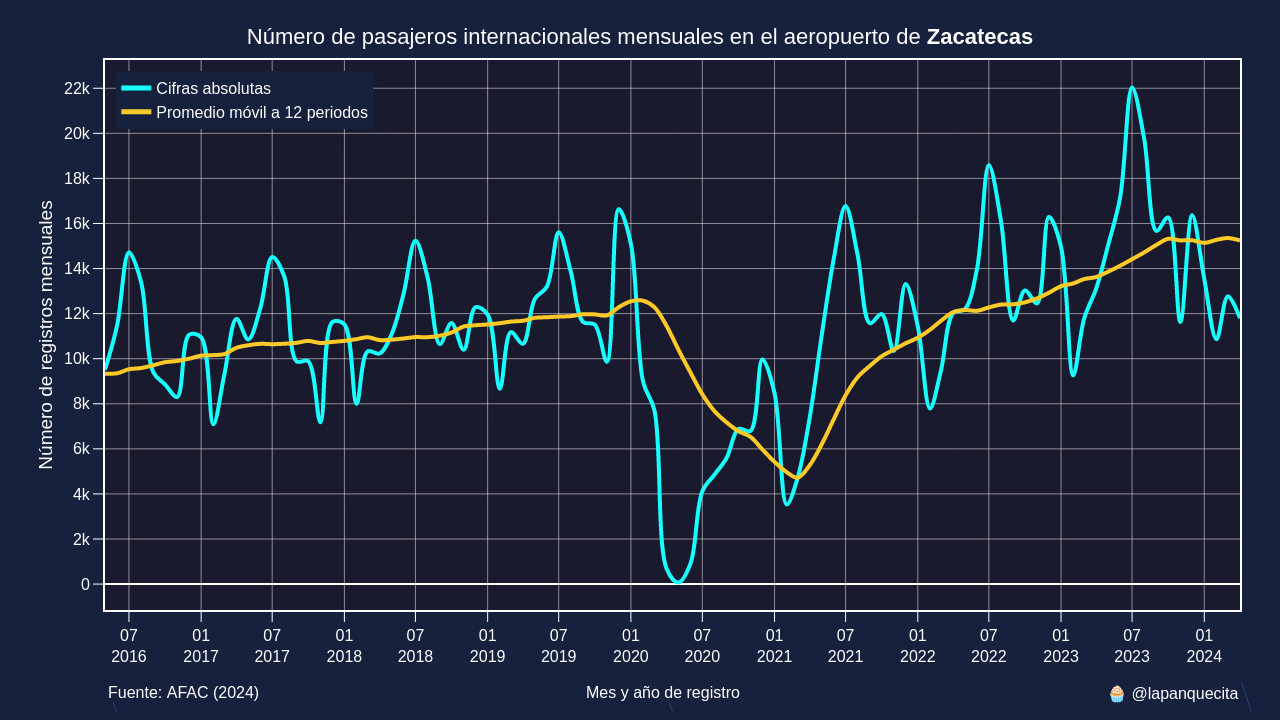 Número de pasajeros internacionales mensuales en el aeropuerto de Zacatecas
Cifras absolutas
Promedio móvil a 12 periodos
Número de registros mensuales
22k
20k
18k
16k
14k
12k
10k
8k
6k
4k
2k
0
07 01 07 01 07 01 07 01 07 01 07 01 07 01 07 01
2016 2017 2017 2018 2018 2019 2019 2020 2020 2021 2021 2022 2022 2023 2023 2024
Fuente: AFAC (2024) Mes y año de registro 🧁 @lapanquecita